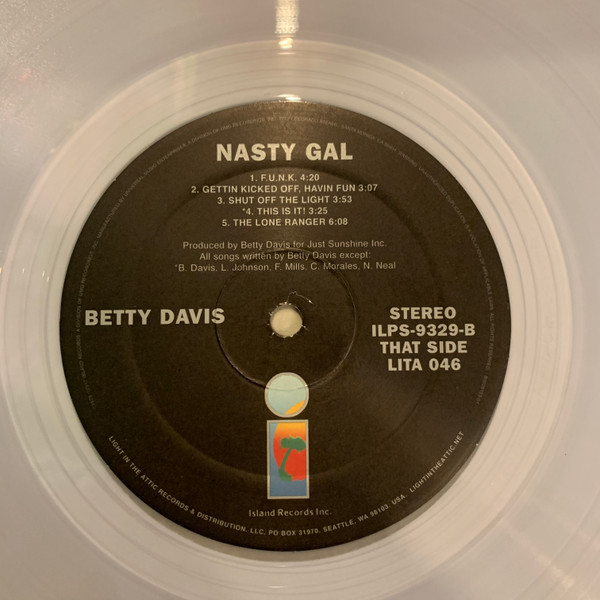 NASTY GAL
1. F.U.N.K. 4:20
2. GETTIN KICKED OFF, HAVIN FUN 3:07
3. SHUT OFF THE LIGHT 3:53
*4. THIS IS IT! 3:25
5. THE LONE RANGER 6:08
Produced by Betty Davis for Just Sunshine Inc.
All songs written by Betty Davis except:
*B. Davis, L. Johnson, F. Mills, C. Morales, N. Neal
BETTY DAVIS
STEREO
ILPS-9329-B
THAT SIDE
LITA 046
Island Records Inc.
LIGHT IN THE ATTIC RECORDS & DISTRIBUTION, LLC. PO BOX 31970, SEATTLE, WA 98103, USA. LIGHTINTHEATTIC.NET